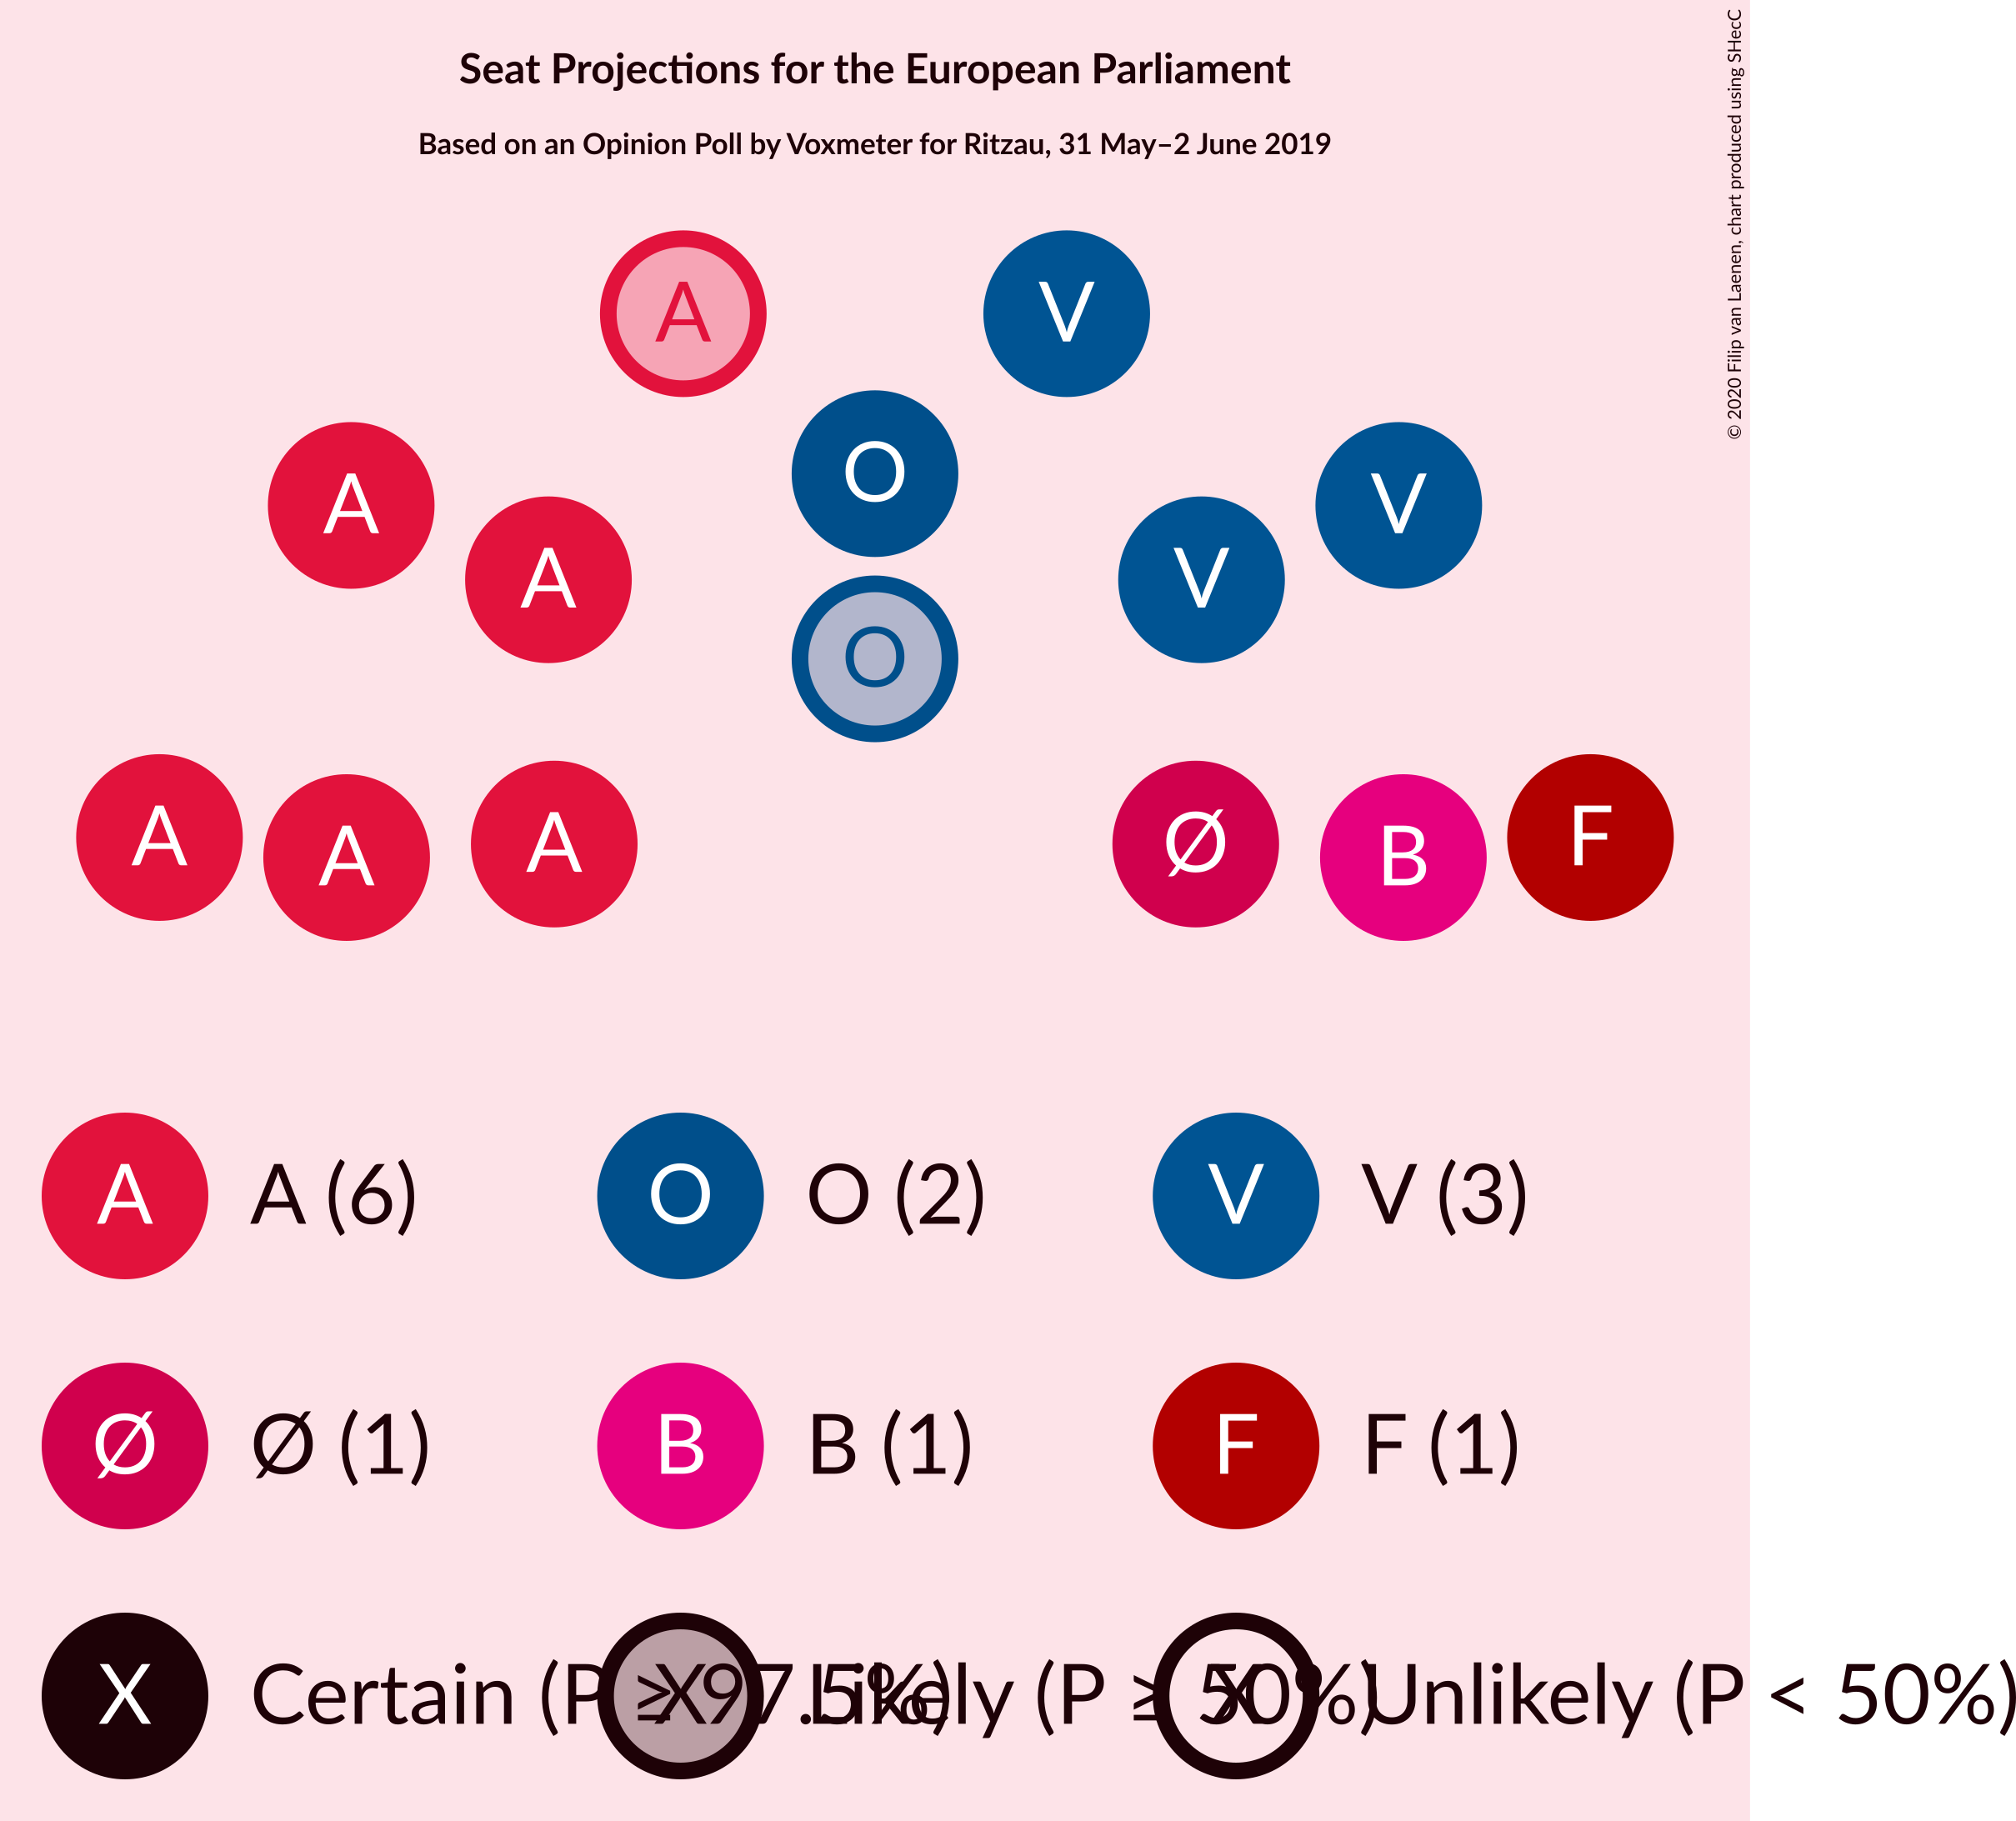 Seat Projections for the European Parliament
Based on an Opinion Poll by Voxmeter for Ritzau, 31 May–2 June 2019
© 2020 Filip van Laenen, chart produced using SHecC
A V
O
A V
A V
O
A Ø F
A A B
A A (6) O O (2) V V (3)
Ø Ø (1) B B (1) F F (1)
X Certain (P ≥ 97.5%) X Likely (P ≥ 50%) X Unlikely (P < 50%)